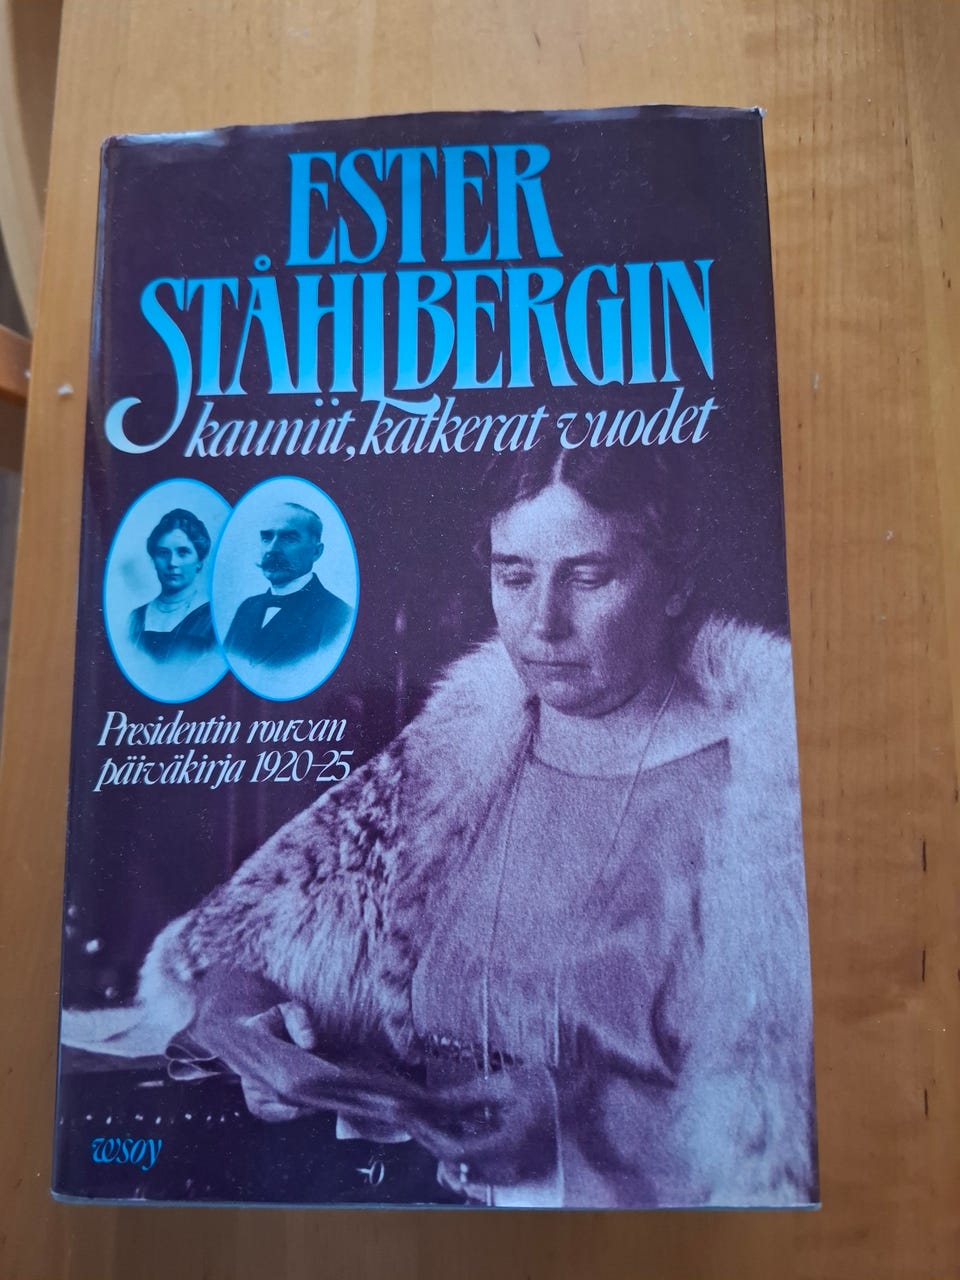 ESTER
STÅHLBERGIN
kauniit, katkerat vuodet
Presidentin rouvan
päiväkirja 1920-25
wsoy